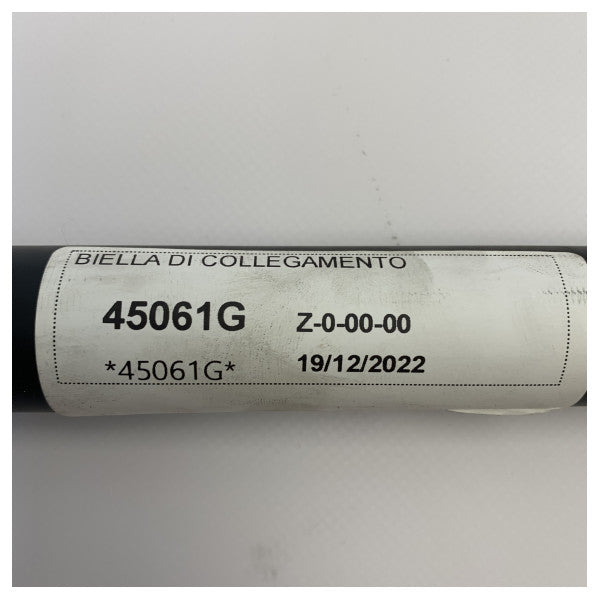 BIELLA DI COLLEGAMENTO
45061G
Z-0-00-00
*45061G*
19/12/2022